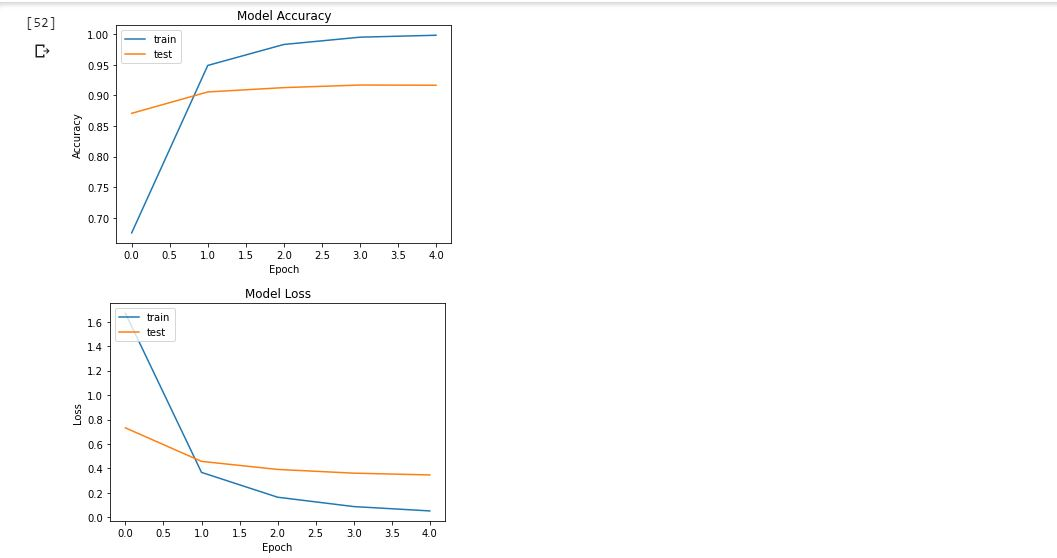 [52]
Model Accuracy
train
test
1.00
0.95
0.90
0.85
0.80
0.75
0.70
Accuracy
0.0 0.5 1.0 1.5 2.0 2.5 3.0 3.5 4.0
Epoch
Model Loss
train
test
1.6
1.4
1.2
1.0
0.8
0.6
0.4
0.2
0.0
Loss
0.0 0.5 1.0 1.5 2.0 2.5 3.0 3.5 4.0
Epoch